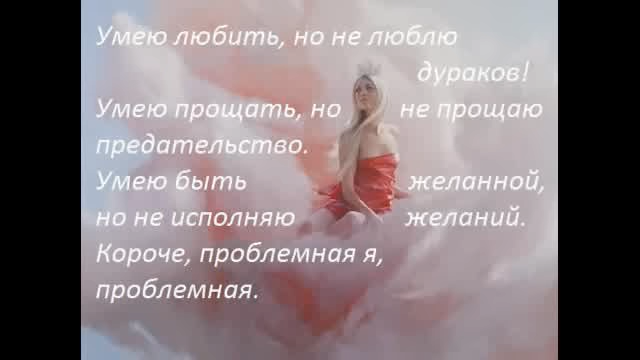 Умею любить, но не люблю
дураков!
Умею прощать, но не прощаю
предательство.
Умею быть желанной,
но не исполняю желаний.
Короче, проблемная я,
проблемная.